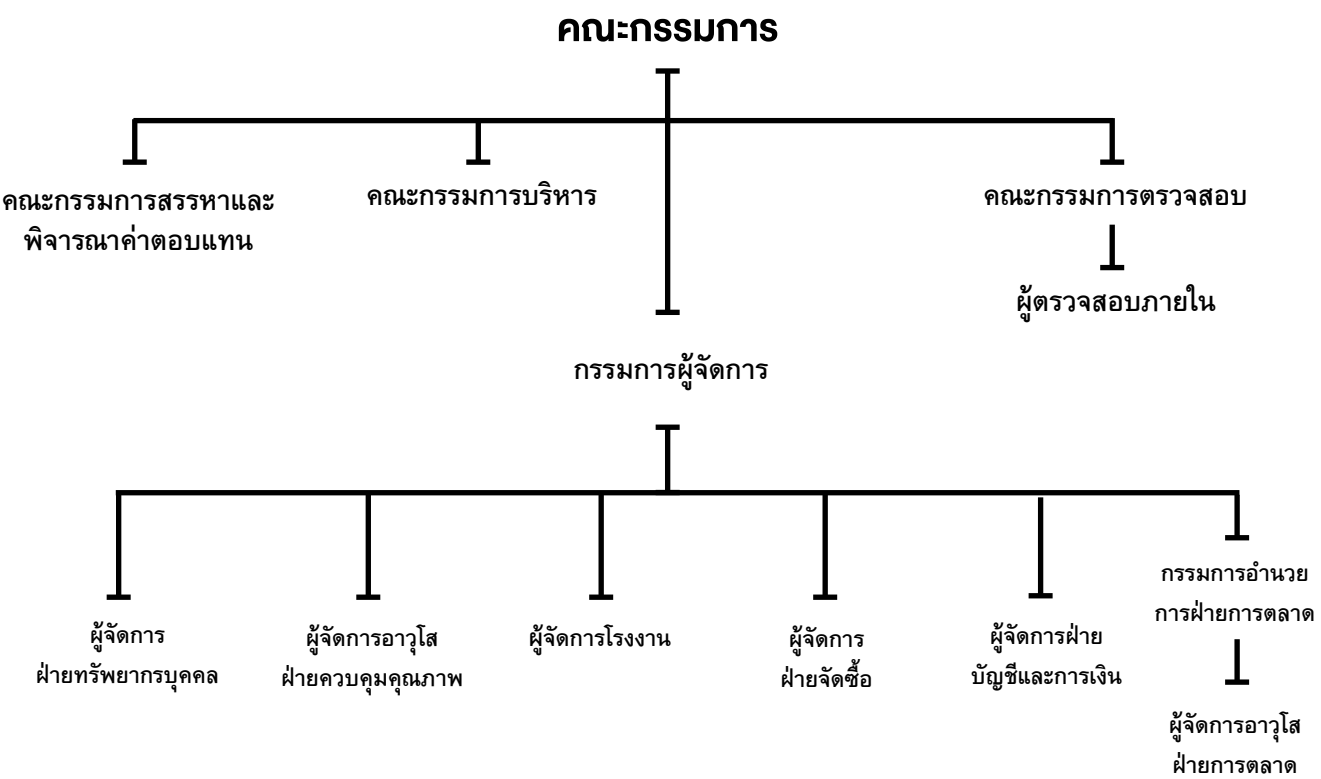 คณะกรรมการ
คณะกรรมการสรรหาและ
พิจารณาค่าตอบแทน
คณะกรรมการบริหาร
คณะกรรมการตรวจสอบ
ผู้ตรวจสอบภายใน
กรรมการผู้จัดการ
ผู้จัดการ
ฝ่ายทรัพยากรบุคคล
ผู้จัดการอาวุโส
ฝ่ายควบคุมคุณภาพ
ผู้จัดการโรงงาน
ผู้จัดการ
ฝ่ายจัดซื้อ
ผู้จัดการฝ่าย
บัญชีและการเงิน
กรรมการอำนวย
การฝ่ายการตลาด
ผู้จัดการอาวุโส
ฝ่ายการตลาด